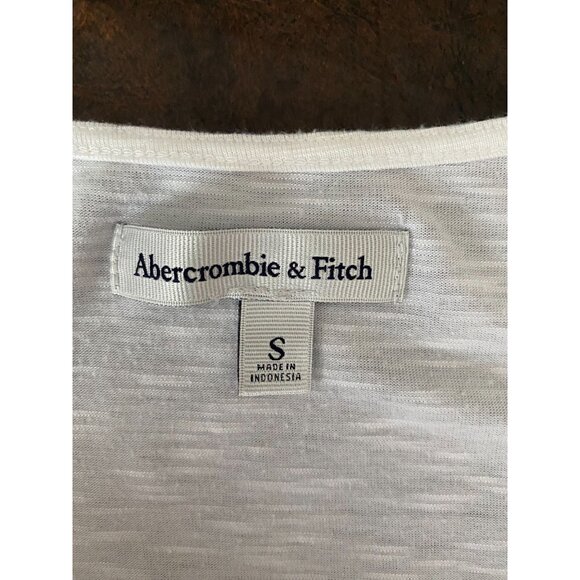 Abercrombie & Fitch
S
MADE IN
INDONESIA